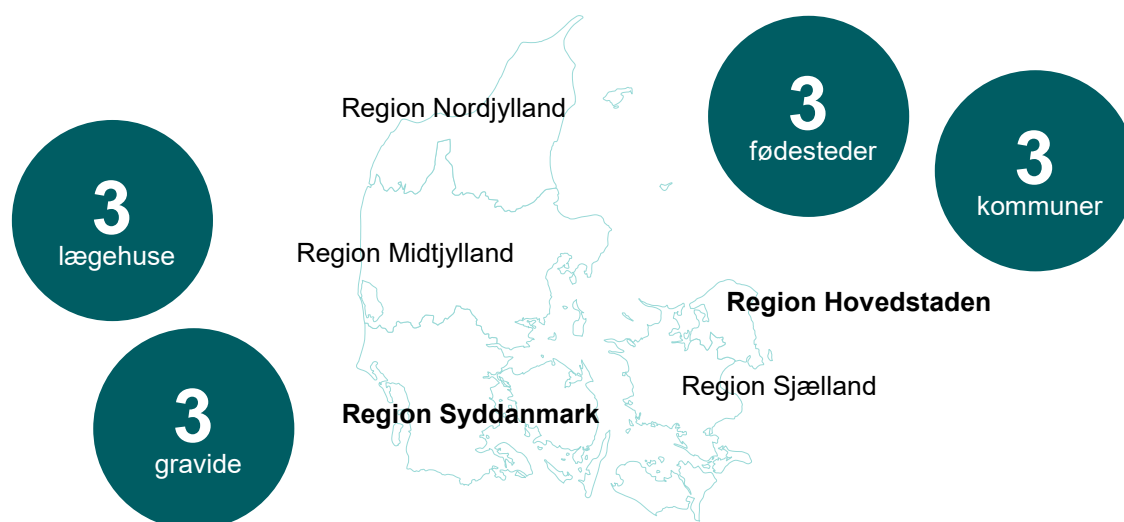 Region Nordjylland
3
fødesteder
3
kommuner
3
lægehuse
Region Midtjylland
Region Hovedstaden
Region Sjælland
3
gravide
Region Syddanmark